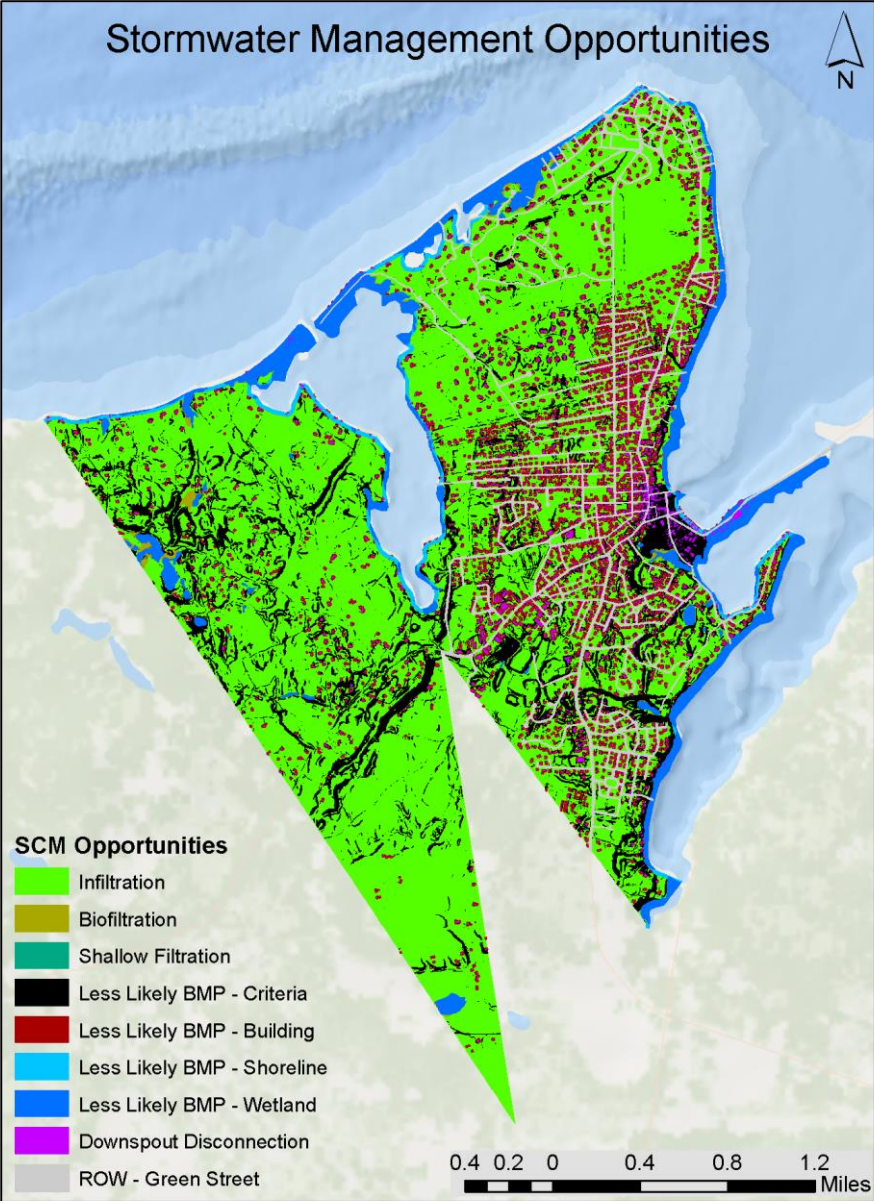 Stormwater Management Opportunities
N
SCM Opportunities
Infiltration
Biofiltration
Shallow Filtration
Less Likely BMP - Criteria
Less Likely BMP - Building
Less Likely BMP - Shoreline
Less Likely BMP - Wetland
Downspout Disconnection
ROW - Green Street
0.4 0.2 0 0.4 0.8 1.2
Miles